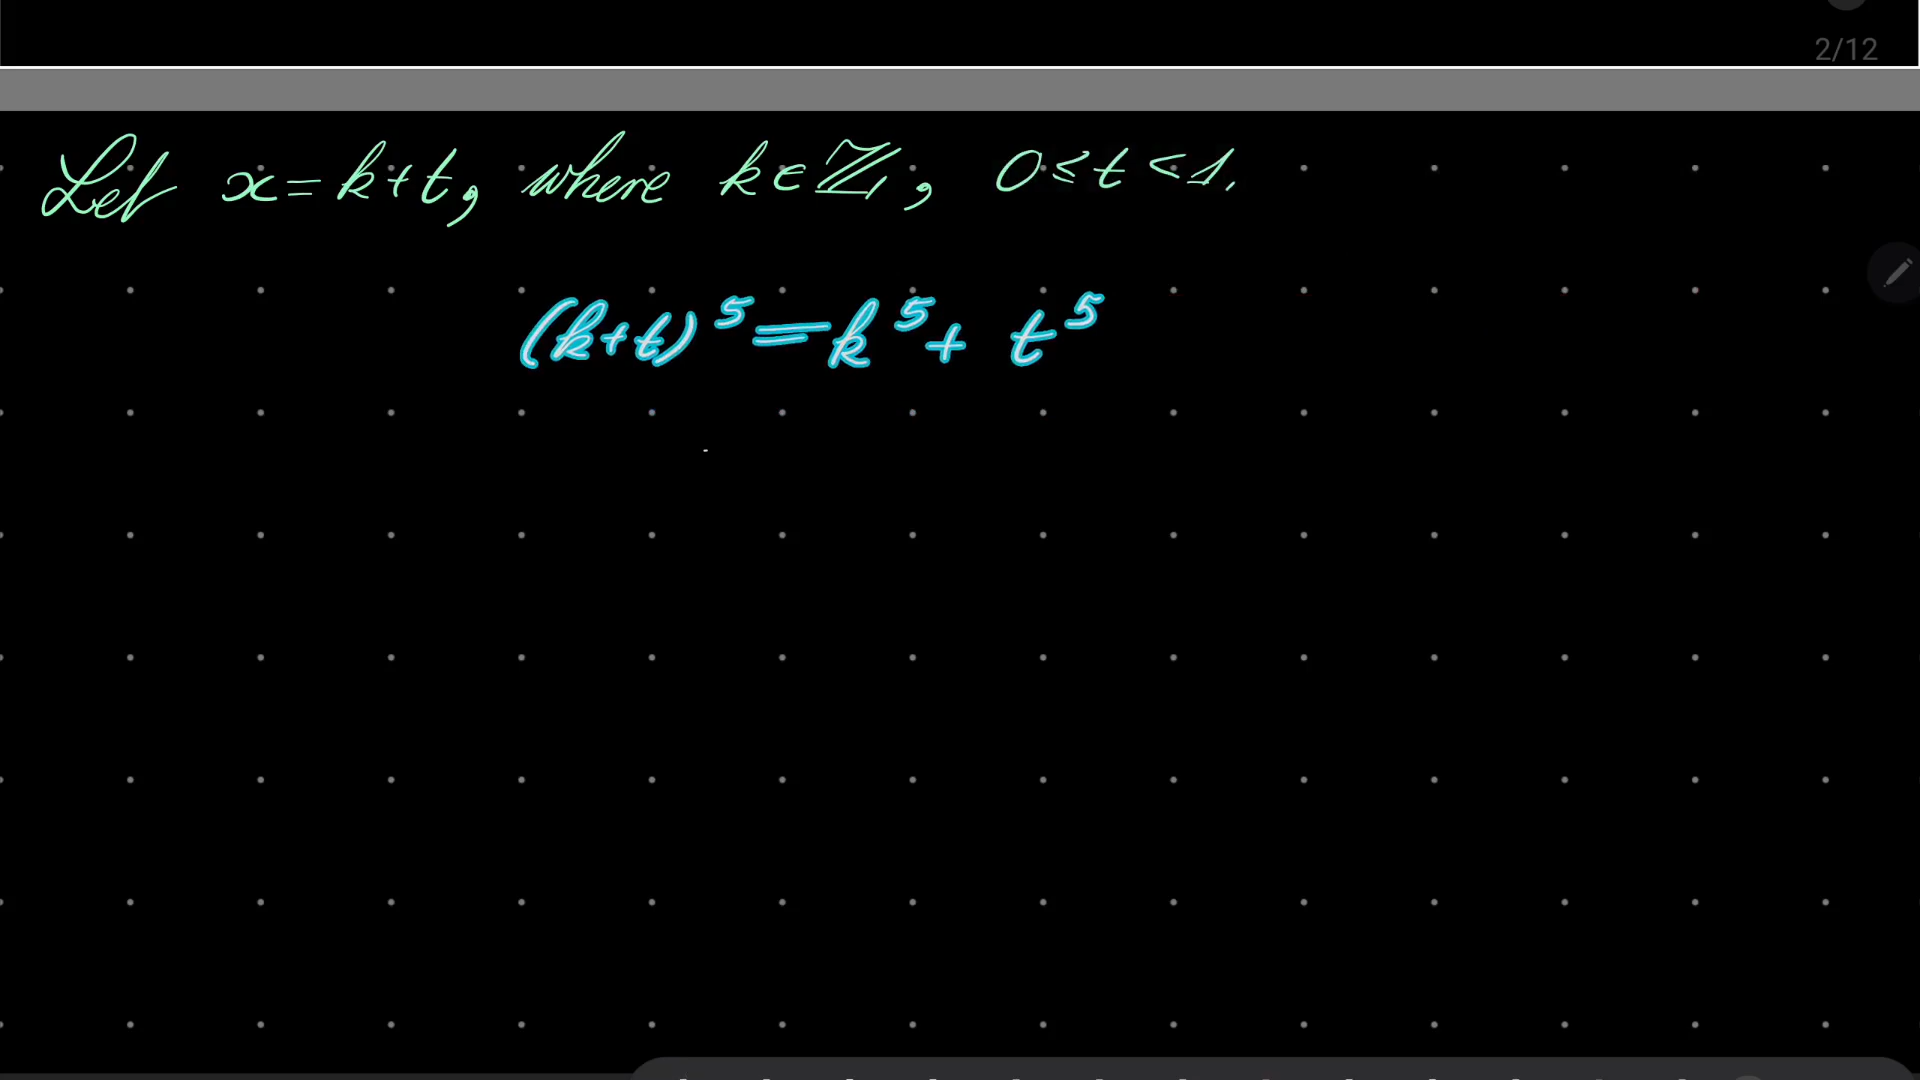 2/12
Let x = k+t, where k∈ℤ, 0≤t<1.
(k+t)⁵=k⁵+ t⁵